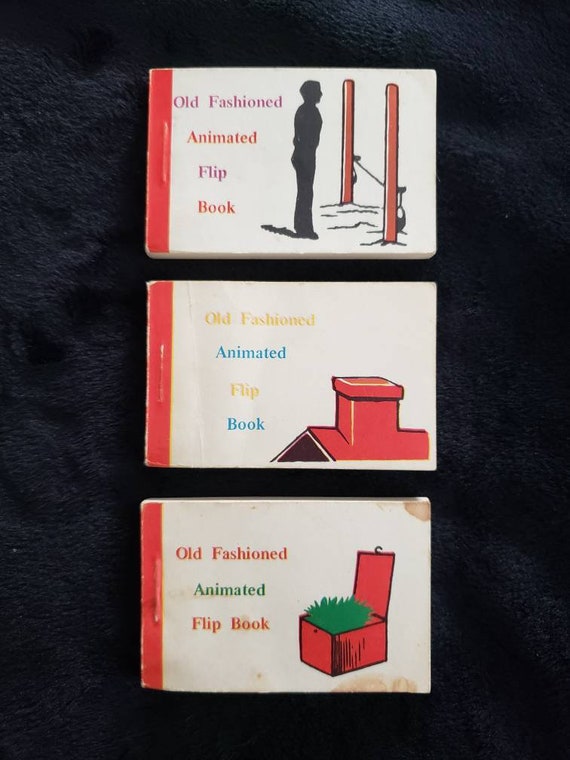 Old Fashioned
Animated
Flip
Book
Old Fashioned
Animated
Flip
Book
Old Fashioned
Animated
Flip Book